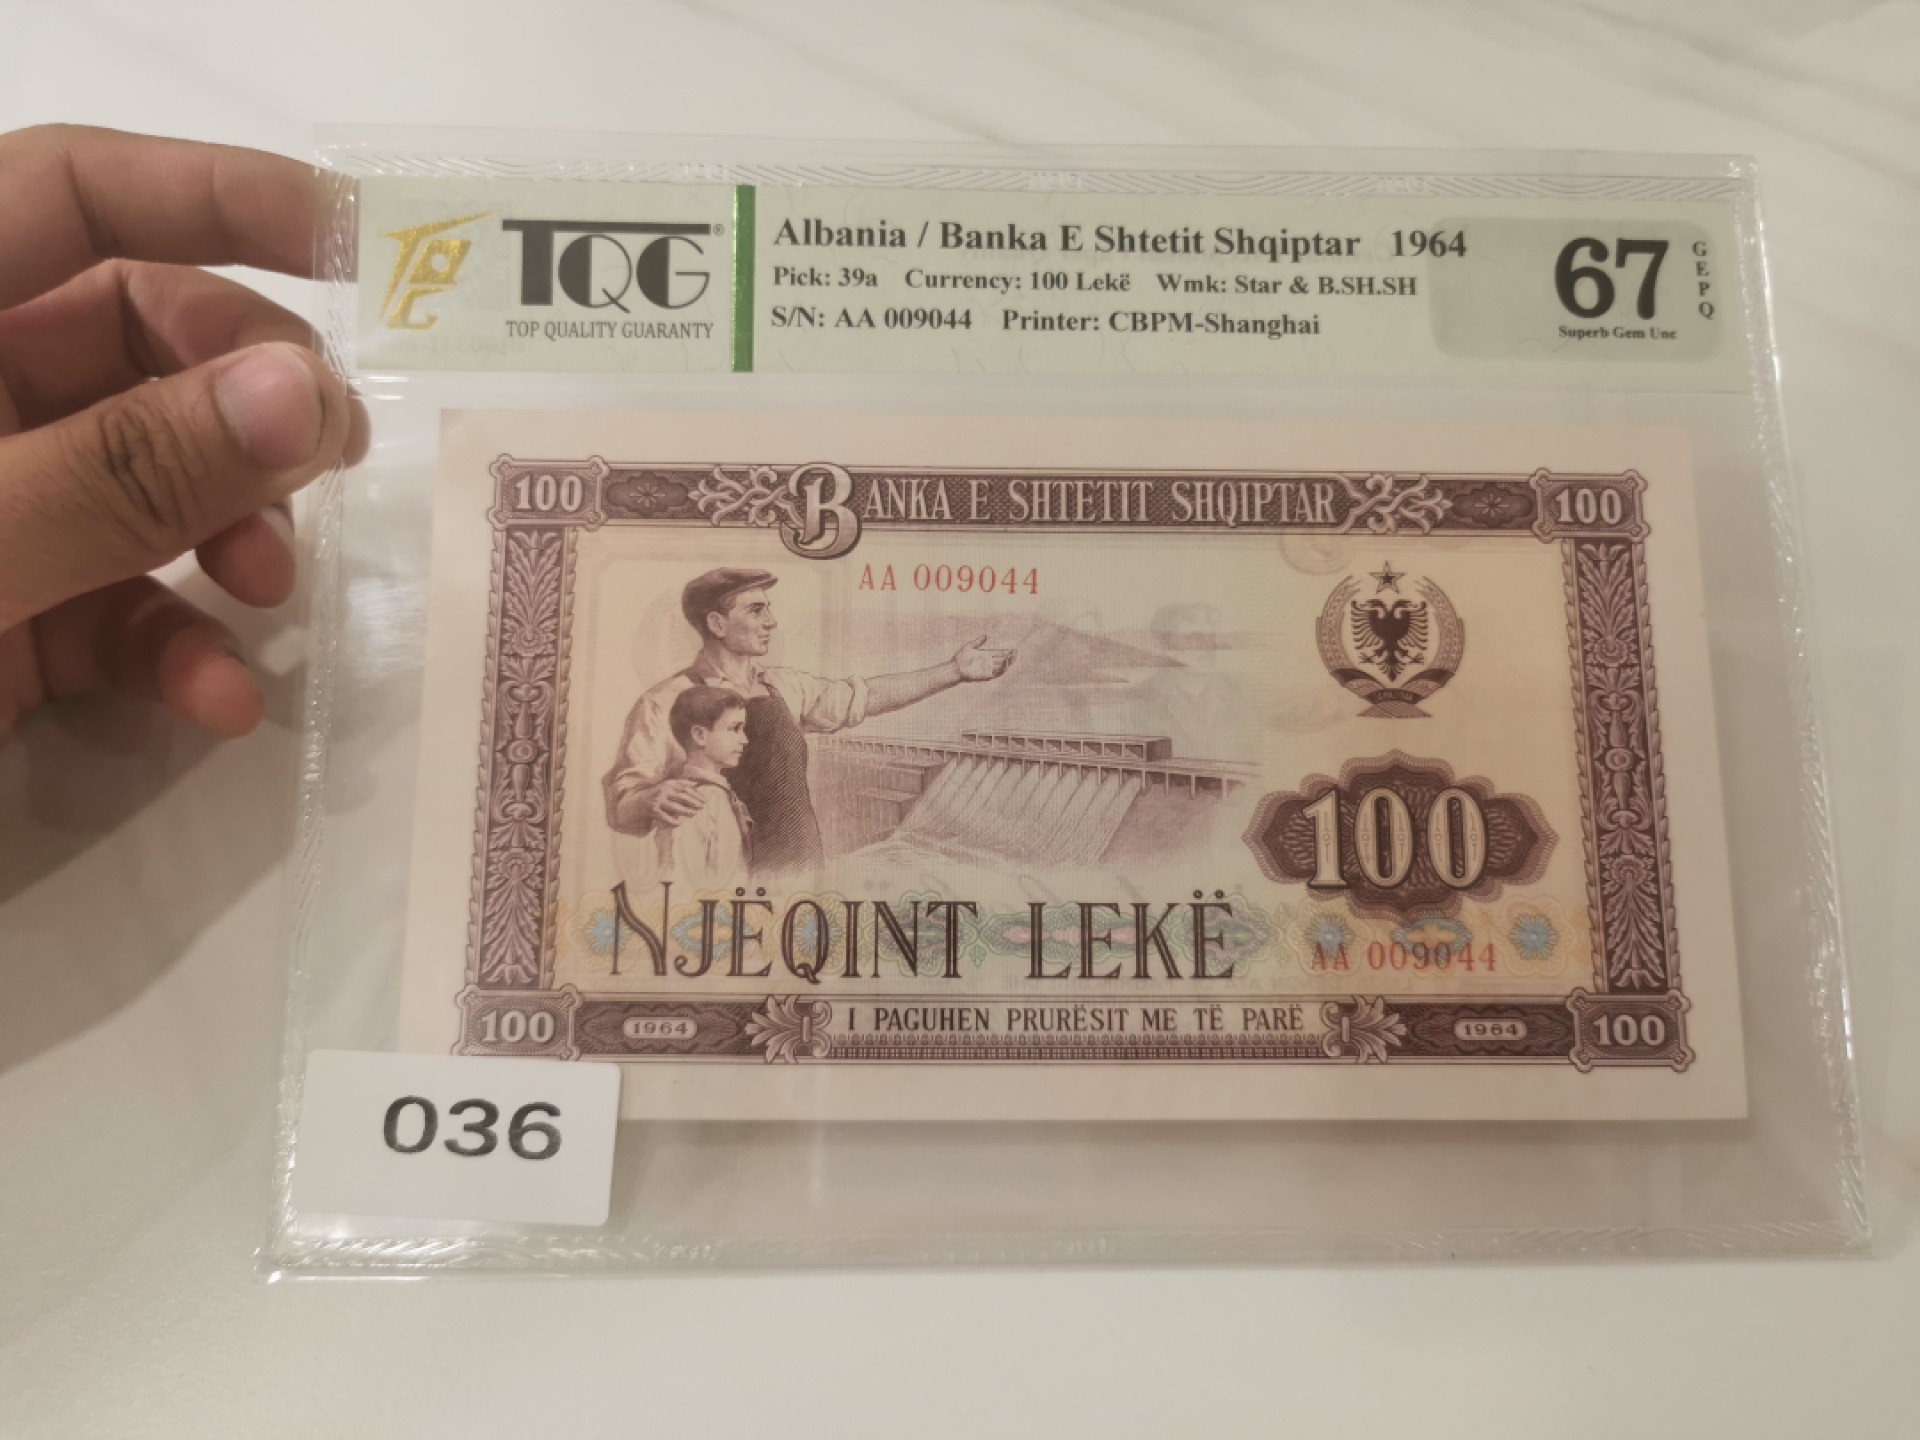 TQG®
TOP QUALITY GUARANTY
Albania / Banka E Shtetit Shqiptar 1964
Pick: 39a Currency: 100 Lekë Wmk: Star & B.SH.SH
S/N: AA 009044 Printer: CBPM-Shanghai
67
Superb Gem Unc
GEPQ
100 BANKA E SHTETIT SHQIPTAR 100
AA 009044
100
NJËQINT LEKË
AA 009044
100 1964 I PAGUHEN PRURËSIT ME TË PARË 1964 100
036